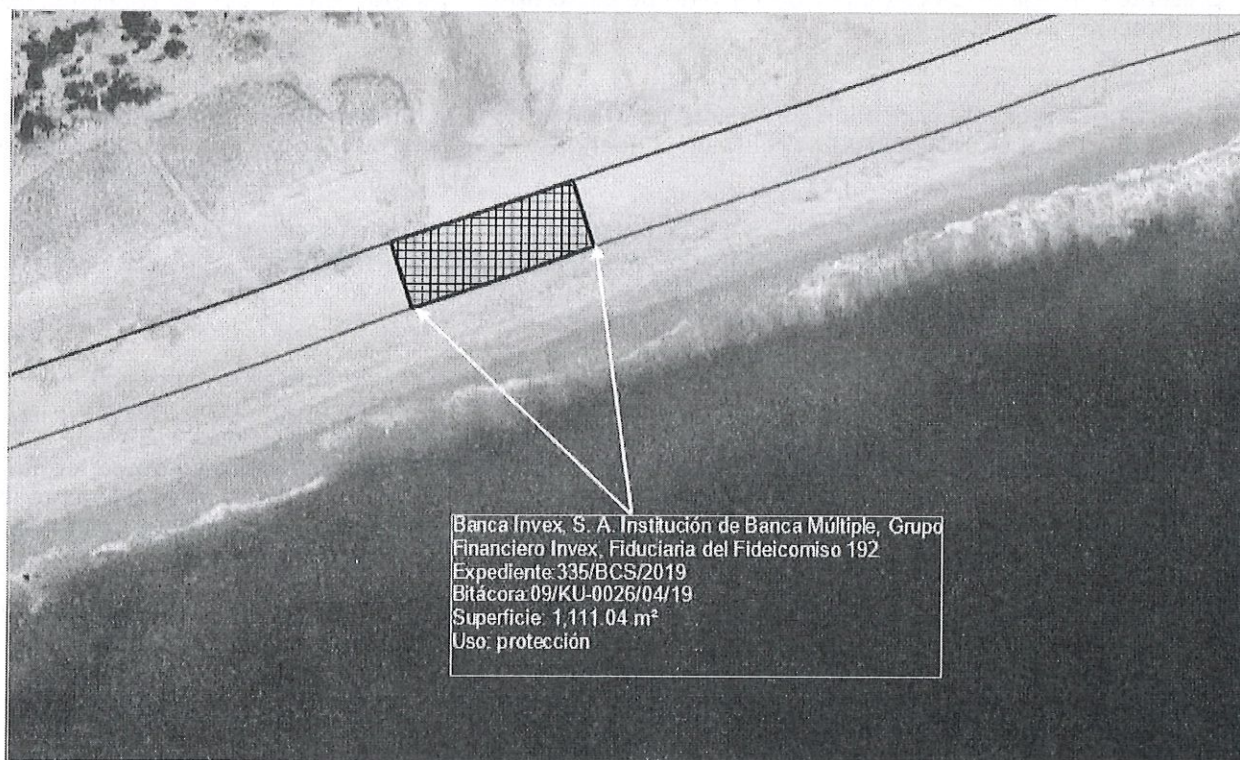 Banca Invex, S. A. Institución de Banca Múltiple, Grupo
Financiero Invex, Fiduciaria del Fideicomiso 192
Expediente:335/BCS/2019
Bitácora:09/KU-0026/04/19
Superficie: 1,111.04 m²
Uso: protección